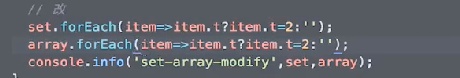 // 改
set.forEach(item=>item.t?item.t=2:'');
array.forEach(item=>item.t?item.t=2:'');
console.info('set-array-modify',set,array);